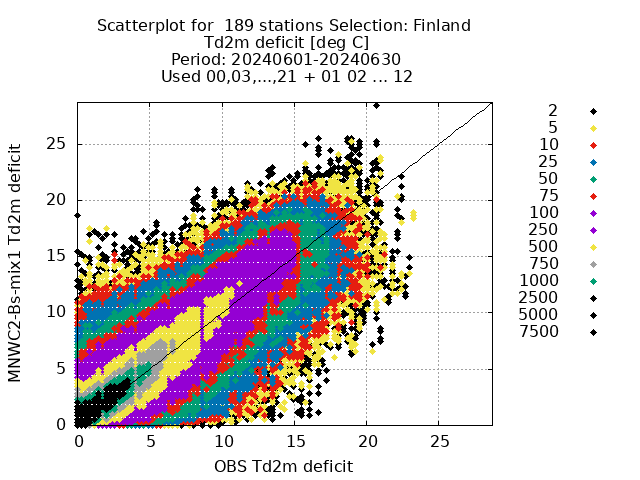 Scatterplot for  189 stations Selection: Finland
Td2m deficit [deg C]
Period: 20240601-20240630
Used 00,03,...,21 + 01 02 ... 12
MNWC2-Bs-mix1 Td2m deficit
25
20
15
10
5
0
0 5 10 15 20 25
OBS Td2m deficit
2
5
10
25
50
75
100
250
500
750
1000
2500
5000
7500